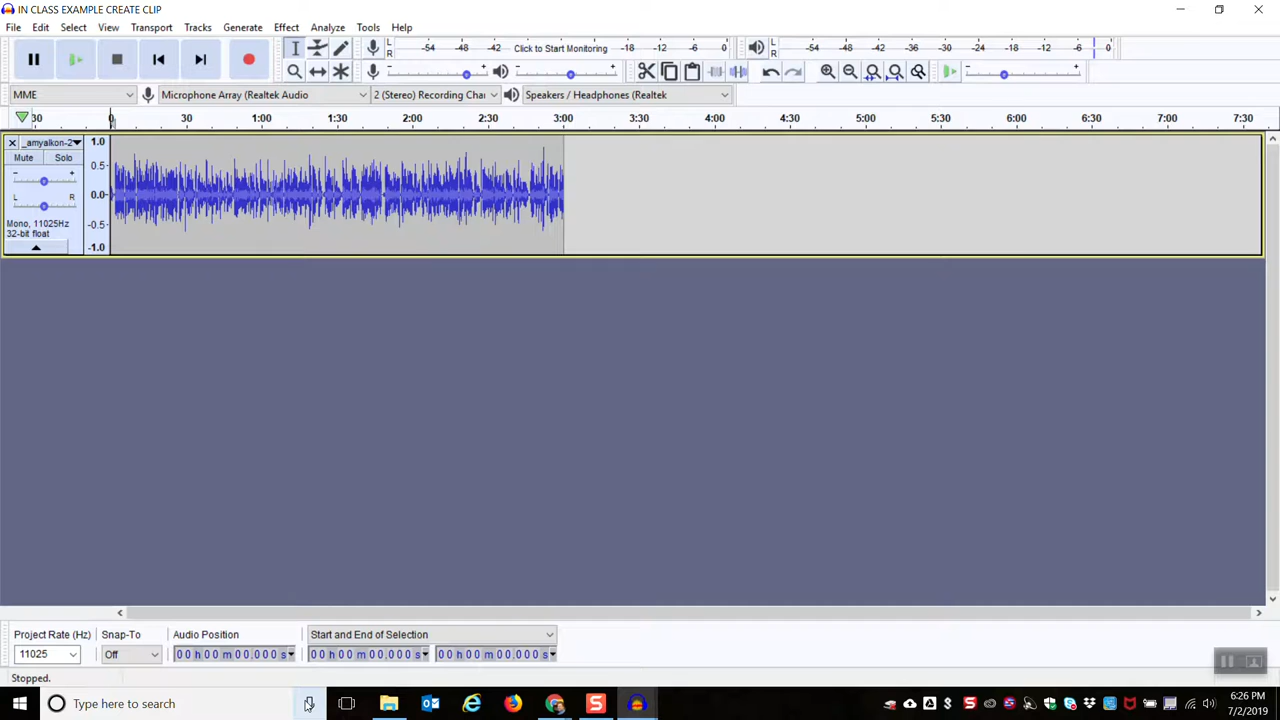 IN CLASS EXAMPLE CREATE CLIP
File Edit Select View Transport Tracks Generate Effect Analyze Tools Help
L R -54 -48 -42 Click to Start Monitoring -18 -12 -6 0 L R -54 -48 -42 -36 -30 -24 -18 -12 -6 0
MME Microphone Array (Realtek Audio 2 (Stereo) Recording Chai Speakers / Headphones (Realtek
30 0 30 1:00 1:30 2:00 2:30 3:00 3:30 4:00 4:30 5:00 5:30 6:00 6:30 7:00 7:30
_amyalkon-2 1.0
Mute Solo 0.5
- +
L R 0.0
Mono, 11025Hz -0.5
32-bit float
-1.0
Project Rate (Hz) Snap-To Audio Position Start and End of Selection
11025 Off 00 h 00 m 00.000 s 00 h 00 m 00.000 s 00 h 00 m 00.000 s
Stopped.
Type here to search 6:26 PM
7/2/2019